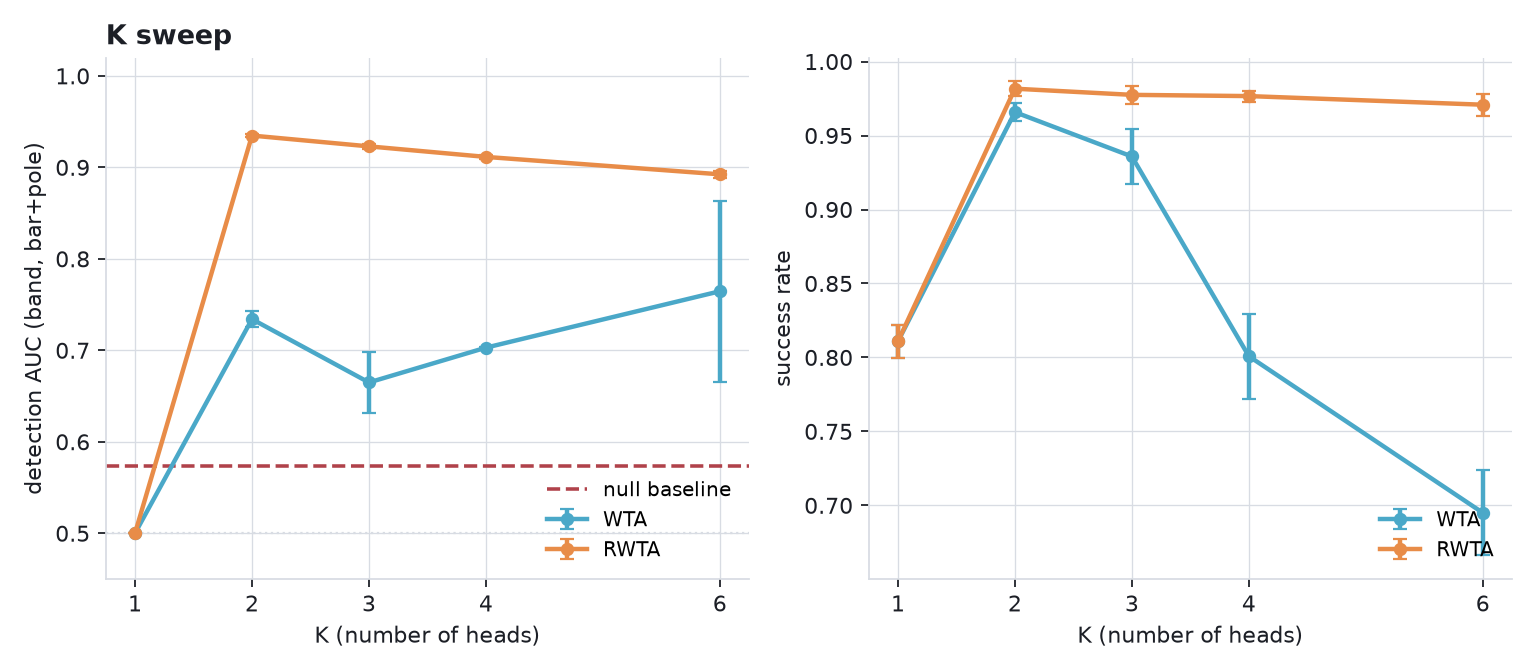 K sweep
detection AUC (band, bar+pole)
1.0
0.9
0.8
0.7
0.6
0.5
null baseline
WTA
RWTA
1
2
3
4
6
K (number of heads)
success rate
1.00
0.95
0.90
0.85
0.80
0.75
0.70
WTA
RWTA
1
2
3
4
6
K (number of heads)